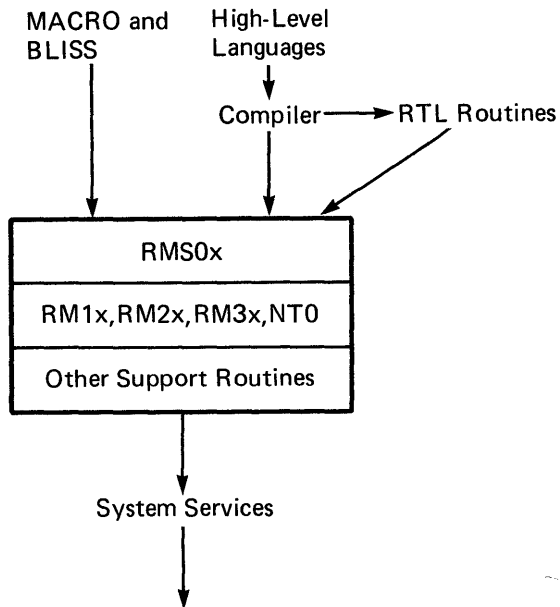 MACRO and
BLISS
High-Level
Languages
Compiler
RTL Routines
RMS0x
RM1x,RM2x,RM3x,NT0
Other Support Routines
System Services